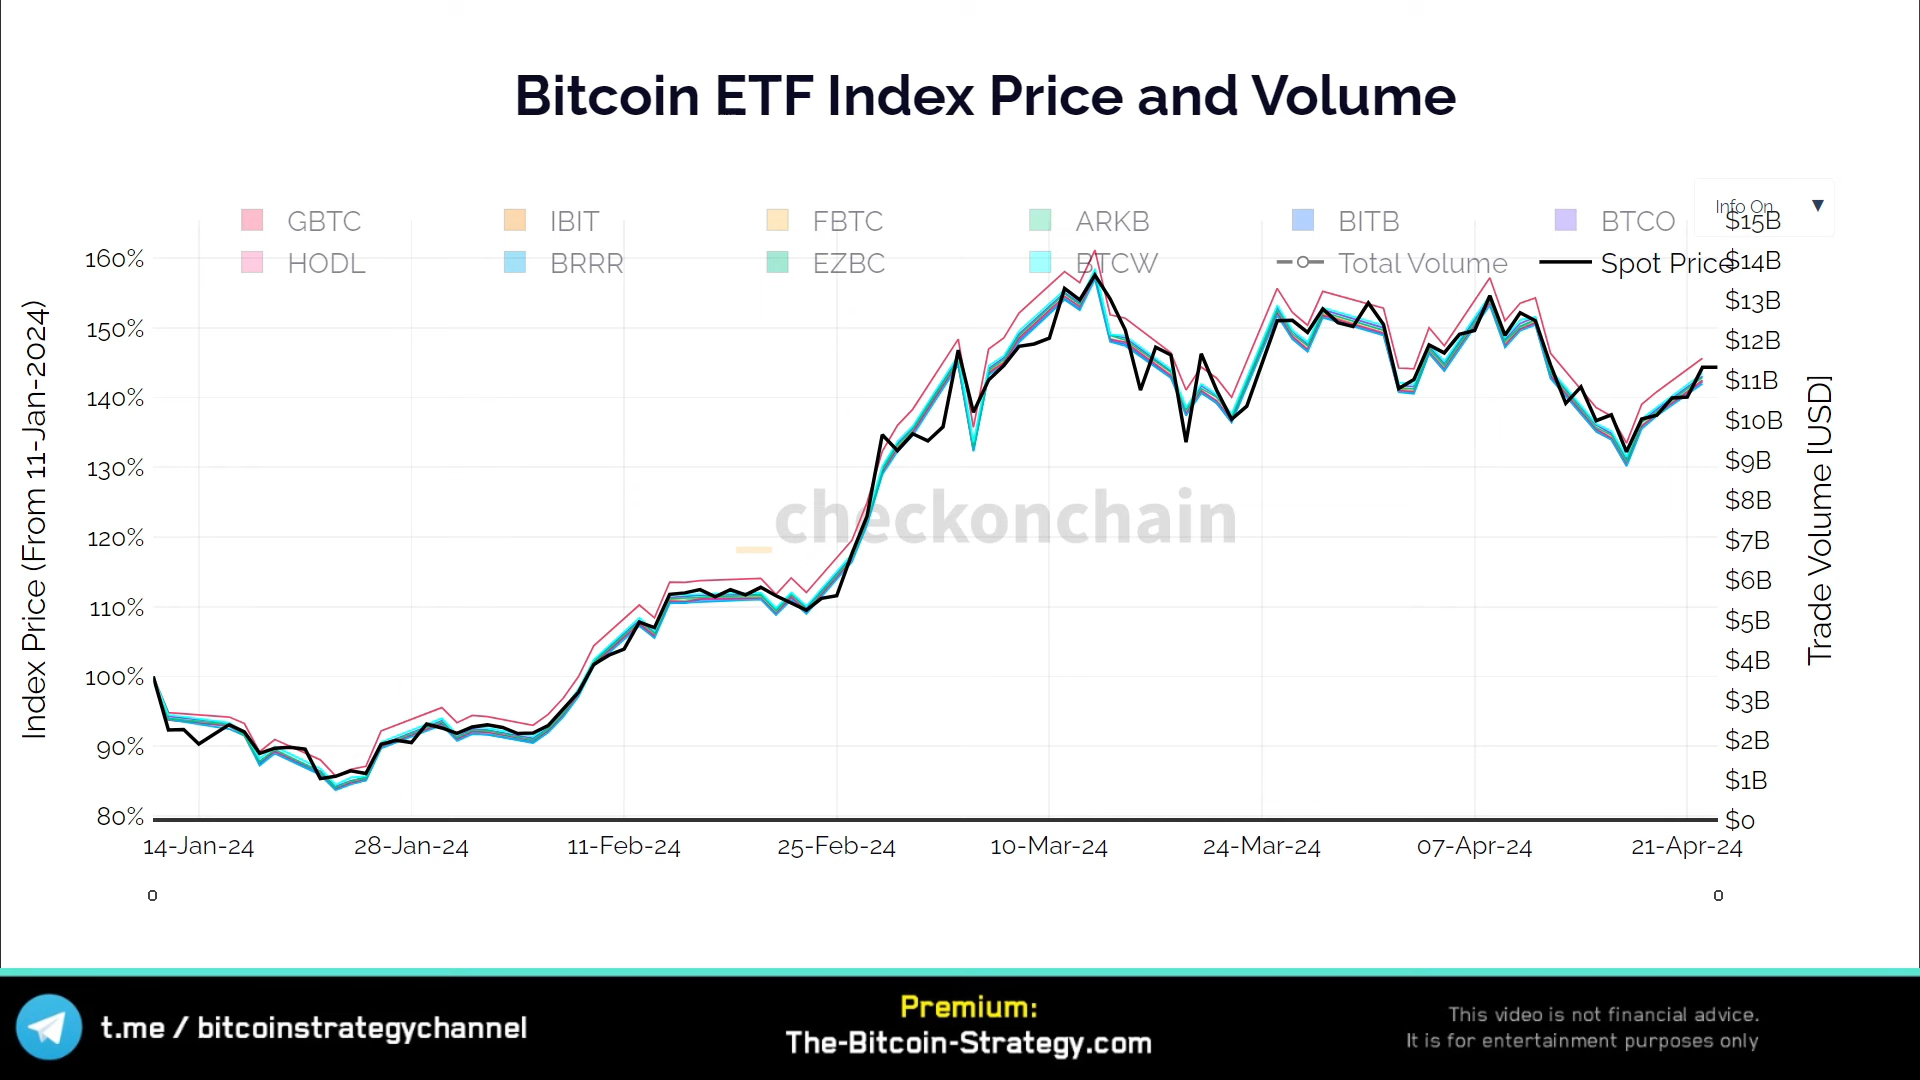 Bitcoin ETF Index Price and Volume
Info On ▼
GBTC IBIT FBTC ARKB BITB BTCO
HODL BRRR EZBC BTCW Total Volume Spot Price
Index Price (From 11-Jan-2024)
160%
150%
140%
130%
120%
110%
100%
90%
80%
checkonchain
$15B
$14B
$13B
$12B
$11B
$10B
$9B
$8B
$7B
$6B
$5B
$4B
$3B
$2B
$1B
$0
Trade Volume [USD]
14-Jan-24 28-Jan-24 11-Feb-24 25-Feb-24 10-Mar-24 24-Mar-24 07-Apr-24 21-Apr-24
0 0
t.me / bitcoinstrategychannel
Premium:
The-Bitcoin-Strategy.com
This video is not financial advice.
It is for entertainment purposes only